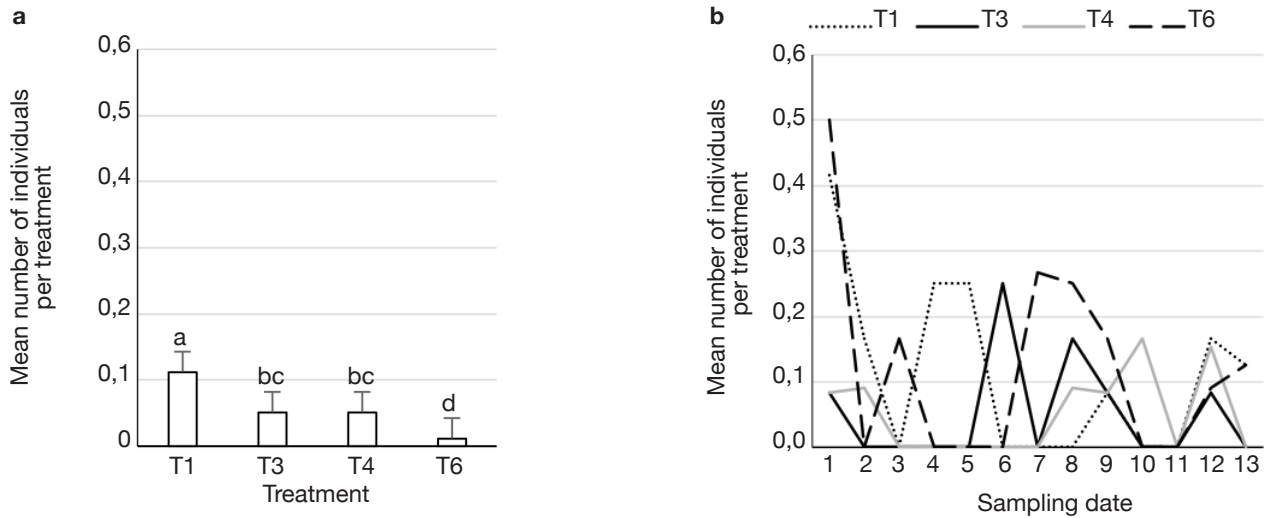 a
Mean number of individuals
per treatment
0,6
0,5
0,4
0,3
0,2
0,1
0
a
bc
bc
d
T1 T3 T4 T6
Treatment
b
T1 T3 T4 T6
Mean number of individuals
per treatment
0,6
0,5
0,4
0,3
0,2
0,1
0,0
1 2 3 4 5 6 7 8 9 10 11 12 13
Sampling date